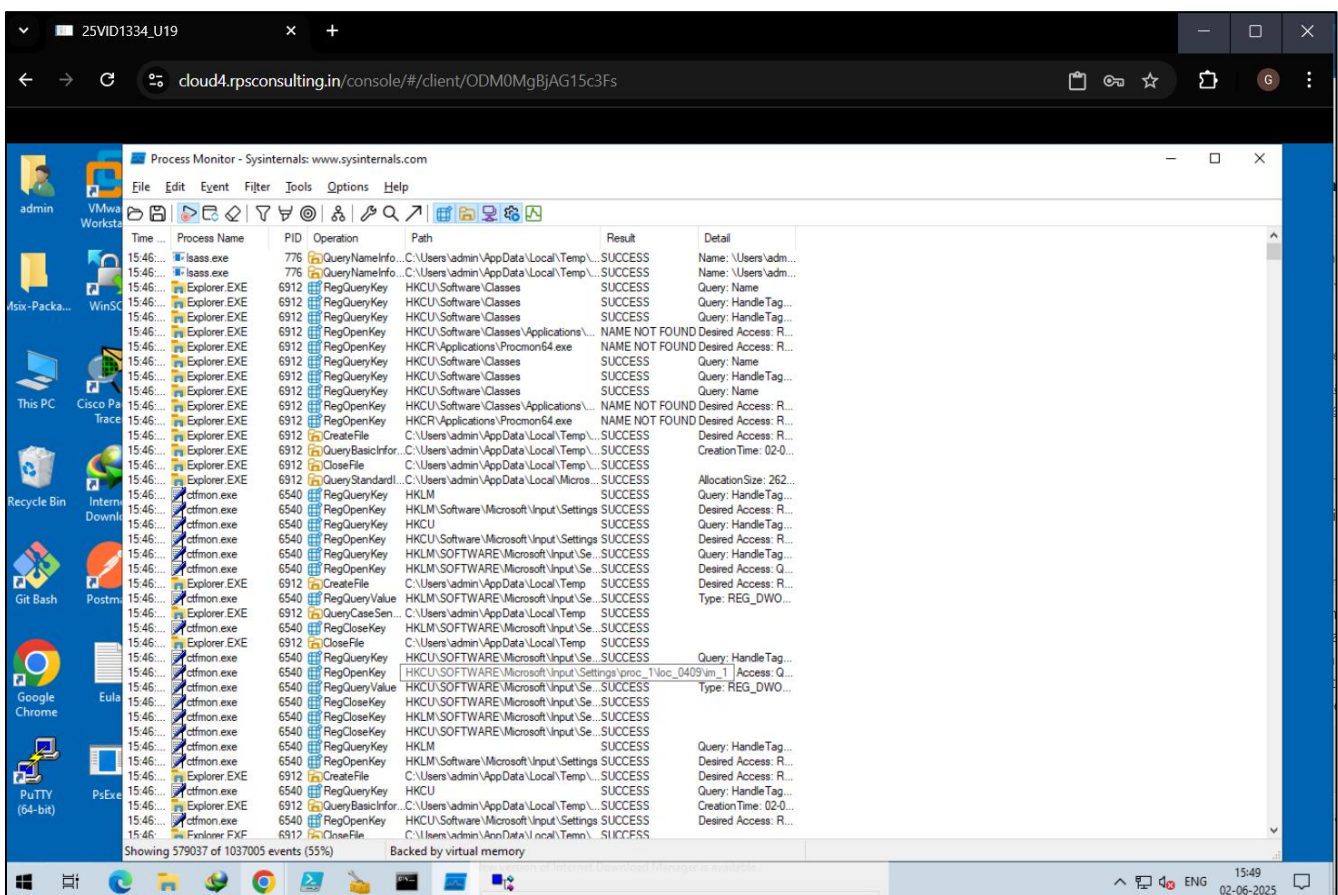 25VID1334_U19
cloud4.rpsconsulting.in/console/#/client/ODM0MgBjAG15c3Fs
G
Process Monitor - Sysinternals: www.sysinternals.com
File Edit Event Filter Tools Options Help
Time ... Process Name PID Operation Path Result Detail
15:46:... lsass.exe 776 QueryNameInfo...C:\Users\admin\AppData\Local\Temp\...SUCCESS Name: \Users\adm...
15:46:... lsass.exe 776 QueryNameInfo...C:\Users\admin\AppData\Local\Temp\...SUCCESS Name: \Users\adm...
15:46:... Explorer.EXE 6912 RegQueryKey HKCU\Software\Classes SUCCESS Query: Name
15:46:... Explorer.EXE 6912 RegQueryKey HKCU\Software\Classes SUCCESS Query: HandleTag...
15:46:... Explorer.EXE 6912 RegQueryKey HKCU\Software\Classes SUCCESS Query: HandleTag...
15:46:... Explorer.EXE 6912 RegOpenKey HKCU\Software\Classes\Applications\... NAME NOT FOUND Desired Access: R...
15:46:... Explorer.EXE 6912 RegOpenKey HKCR\Applications\Procmon64.exe NAME NOT FOUND Desired Access: R...
15:46:... Explorer.EXE 6912 RegQueryKey HKCU\Software\Classes SUCCESS Query: Name
15:46:... Explorer.EXE 6912 RegQueryKey HKCU\Software\Classes SUCCESS Query: HandleTag...
15:46:... Explorer.EXE 6912 RegQueryKey HKCU\Software\Classes SUCCESS Query: Name
15:46:... Explorer.EXE 6912 RegOpenKey HKCU\Software\Classes\Applications\... NAME NOT FOUND Desired Access: R...
15:46:... Explorer.EXE 6912 RegOpenKey HKCR\Applications\Procmon64.exe NAME NOT FOUND Desired Access: R...
15:46:... Explorer.EXE 6912 CreateFile C:\Users\admin\AppData\Local\Temp\...SUCCESS Desired Access: R...
15:46:... Explorer.EXE 6912 QueryBasicInfor...C:\Users\admin\AppData\Local\Temp\...SUCCESS CreationTime: 02-0...
15:46:... Explorer.EXE 6912 CloseFile C:\Users\admin\AppData\Local\Temp\...SUCCESS
15:46:... Explorer.EXE 6912 QueryStandardI...C:\Users\admin\AppData\Local\Micros...SUCCESS AllocationSize: 262...
15:46:... ctfmon.exe 6540 RegQueryKey HKLM SUCCESS Query: HandleTag...
15:46:... ctfmon.exe 6540 RegOpenKey HKLM\Software\Microsoft\Input\Settings SUCCESS Desired Access: R...
15:46:... ctfmon.exe 6540 RegQueryKey HKCU SUCCESS Query: HandleTag...
15:46:... ctfmon.exe 6540 RegOpenKey HKCU\Software\Microsoft\Input\Settings SUCCESS Desired Access: R...
15:46:... ctfmon.exe 6540 RegQueryKey HKLM\SOFTWARE\Microsoft\Input\Se...SUCCESS Query: HandleTag...
15:46:... ctfmon.exe 6540 RegOpenKey HKLM\SOFTWARE\Microsoft\Input\Se...SUCCESS Desired Access: Q...
15:46:... Explorer.EXE 6912 CreateFile C:\Users\admin\AppData\Local\Temp SUCCESS Desired Access: R...
15:46:... ctfmon.exe 6540 RegQueryValue HKLM\SOFTWARE\Microsoft\Input\Se...SUCCESS Type: REG_DWO...
15:46:... Explorer.EXE 6912 QueryCaseSen... C:\Users\admin\AppData\Local\Temp SUCCESS
15:46:... ctfmon.exe 6540 RegCloseKey HKLM\SOFTWARE\Microsoft\Input\Se...SUCCESS
15:46:... Explorer.EXE 6912 CloseFile C:\Users\admin\AppData\Local\Temp SUCCESS
15:46:... ctfmon.exe 6540 RegQueryKey HKCU\SOFTWARE\Microsoft\Input\Se...SUCCESS Query: HandleTag...
15:46:... ctfmon.exe 6540 RegOpenKey HKCU\SOFTWARE\Microsoft\Input\Settings\proc_1\loc_0409\im_1 Access: Q...
15:46:... ctfmon.exe 6540 RegQueryValue HKCU\SOFTWARE\Microsoft\Input\Se...SUCCESS Type: REG_DWO...
15:46:... ctfmon.exe 6540 RegCloseKey HKCU\SOFTWARE\Microsoft\Input\Se...SUCCESS
15:46:... ctfmon.exe 6540 RegCloseKey HKLM\SOFTWARE\Microsoft\Input\Se...SUCCESS
15:46:... ctfmon.exe 6540 RegCloseKey HKCU\SOFTWARE\Microsoft\Input\Se...SUCCESS
15:46:... ctfmon.exe 6540 RegQueryKey HKLM SUCCESS Query: HandleTag...
15:46:... ctfmon.exe 6540 RegOpenKey HKLM\Software\Microsoft\Input\Settings SUCCESS Desired Access: R...
15:46:... Explorer.EXE 6912 CreateFile C:\Users\admin\AppData\Local\Temp\...SUCCESS Desired Access: R...
15:46:... ctfmon.exe 6540 RegQueryKey HKCU SUCCESS Query: HandleTag...
15:46:... Explorer.EXE 6912 QueryBasicInfor...C:\Users\admin\AppData\Local\Temp\...SUCCESS CreationTime: 02-0...
15:46:... ctfmon.exe 6540 RegOpenKey HKCU\Software\Microsoft\Input\Settings SUCCESS Desired Access: R...
15:46: Explorer.EXE 6912 CloseFile C:\Users\admin\AppData\Local\Temp\ SUCCESS
Showing 579037 of 1037005 events (55%) Backed by virtual memory
admin
VMwa
Worksta
Msix-Packa...
WinSC
This PC
Cisco Pa
Trace
Recycle Bin
Intern
Downlo
Git Bash
Postm
Google
Chrome
Eula
PuTTY
(64-bit)
PsExe
new version of Internet Download Manager is available
ENG
15:49
02-06-2025